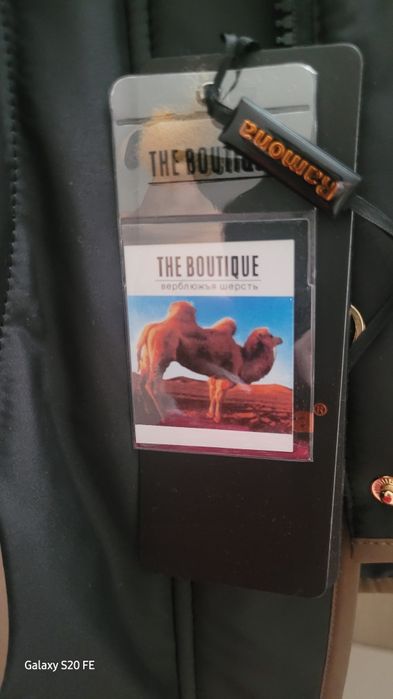 THE BOUTIQUE
Ramona
THE BOUTIQUE
верблюжья шерсть
®
Galaxy S20 FE